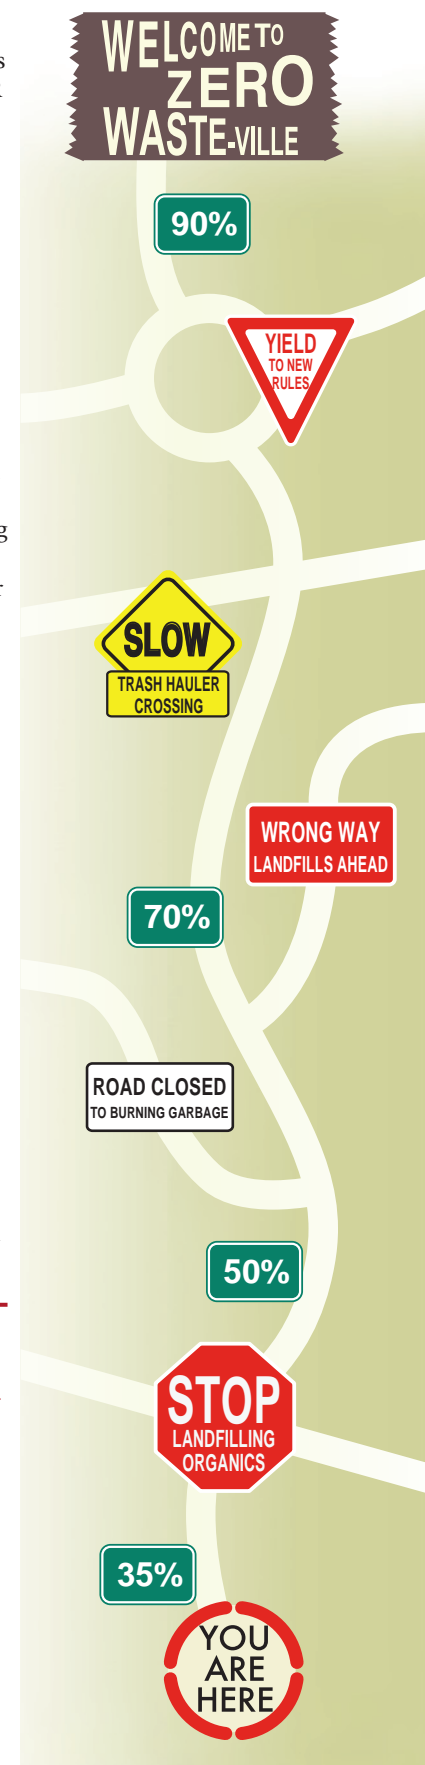 WELCOME TO
ZERO
WASTE-VILLE
90%
YIELD
TO NEW
RULES
SLOW
TRASH HAULER
CROSSING
WRONG WAY
LANDFILLS AHEAD
70%
ROAD CLOSED
TO BURNING GARBAGE
50%
STOP
LANDFILLING
ORGANICS
35%
YOU
ARE
HERE